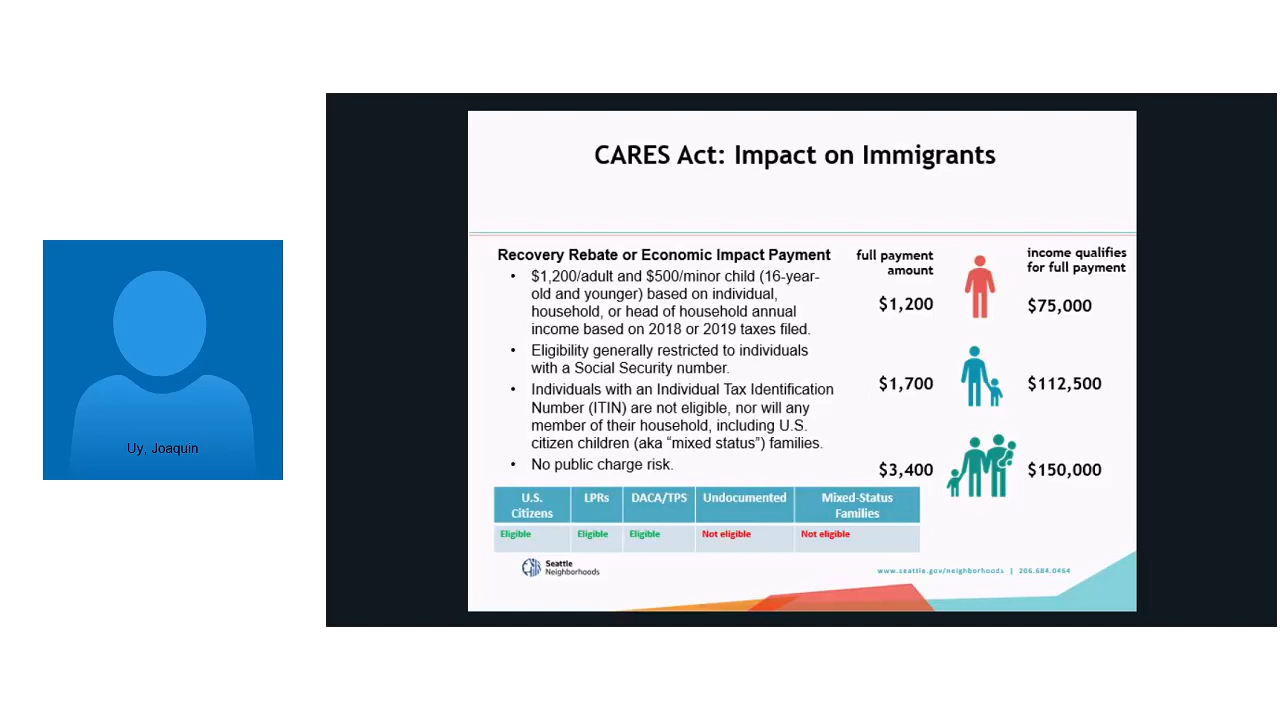 Uy, Joaquin
CARES Act: Impact on Immigrants
Recovery Rebate or Economic Impact Payment
• $1,200/adult and $500/minor child (16-year-
old and younger) based on individual,
household, or head of household annual
income based on 2018 or 2019 taxes filed.
• Eligibility generally restricted to individuals
with a Social Security number.
• Individuals with an Individual Tax Identification
Number (ITIN) are not eligible, nor will any
member of their household, including U.S.
citizen children (aka “mixed status”) families.
• No public charge risk.
full payment
amount
income qualifies
for full payment
$1,200
$75,000
$1,700
$112,500
$3,400
$150,000
U.S.
Citizens
LPRs
DACA/TPS
Undocumented
Mixed-Status
Families
Eligible
Eligible
Eligible
Not eligible
Not eligible
Seattle
Neighborhoods
www.seattle.gov/neighborhoods | 206.684.0464